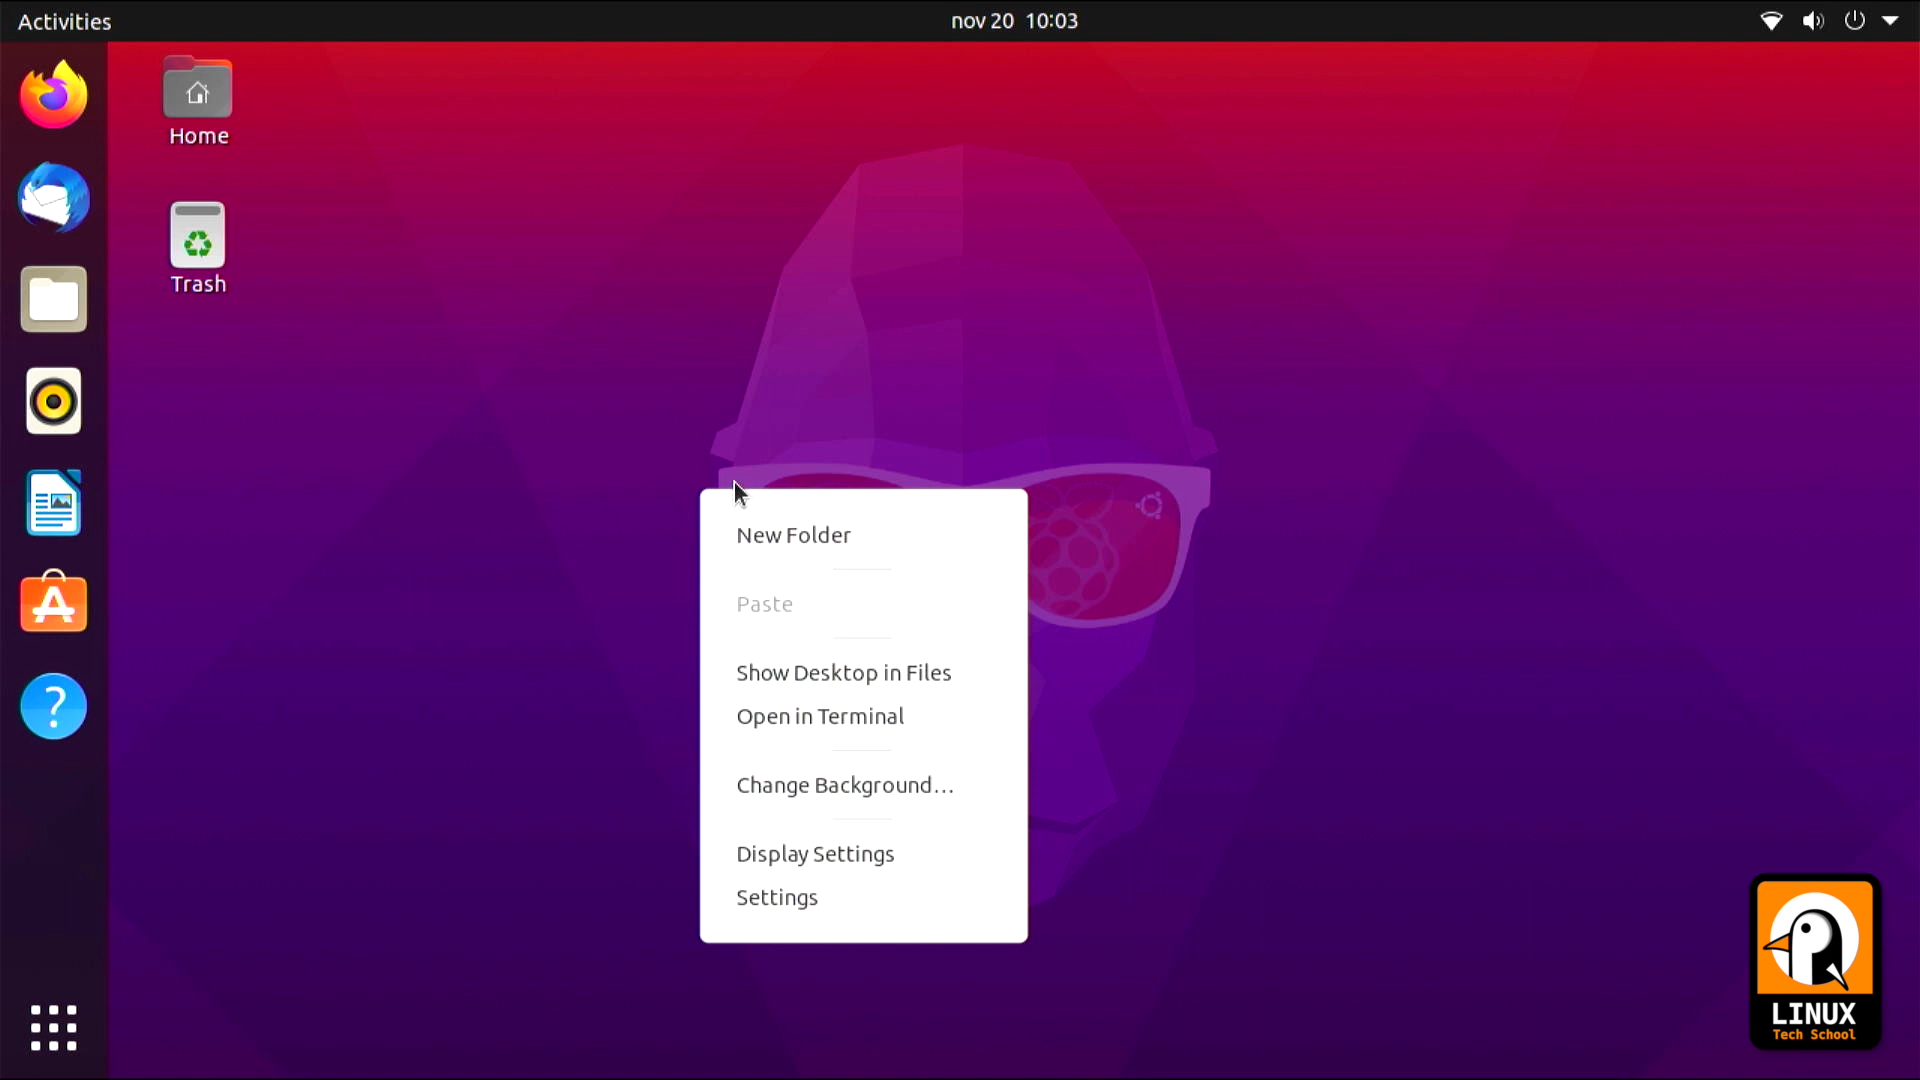 Activities
nov 20 10:03
Home
Trash
New Folder
Paste
Show Desktop in Files
Open in Terminal
Change Background...
Display Settings
Settings
LINUX
Tech School